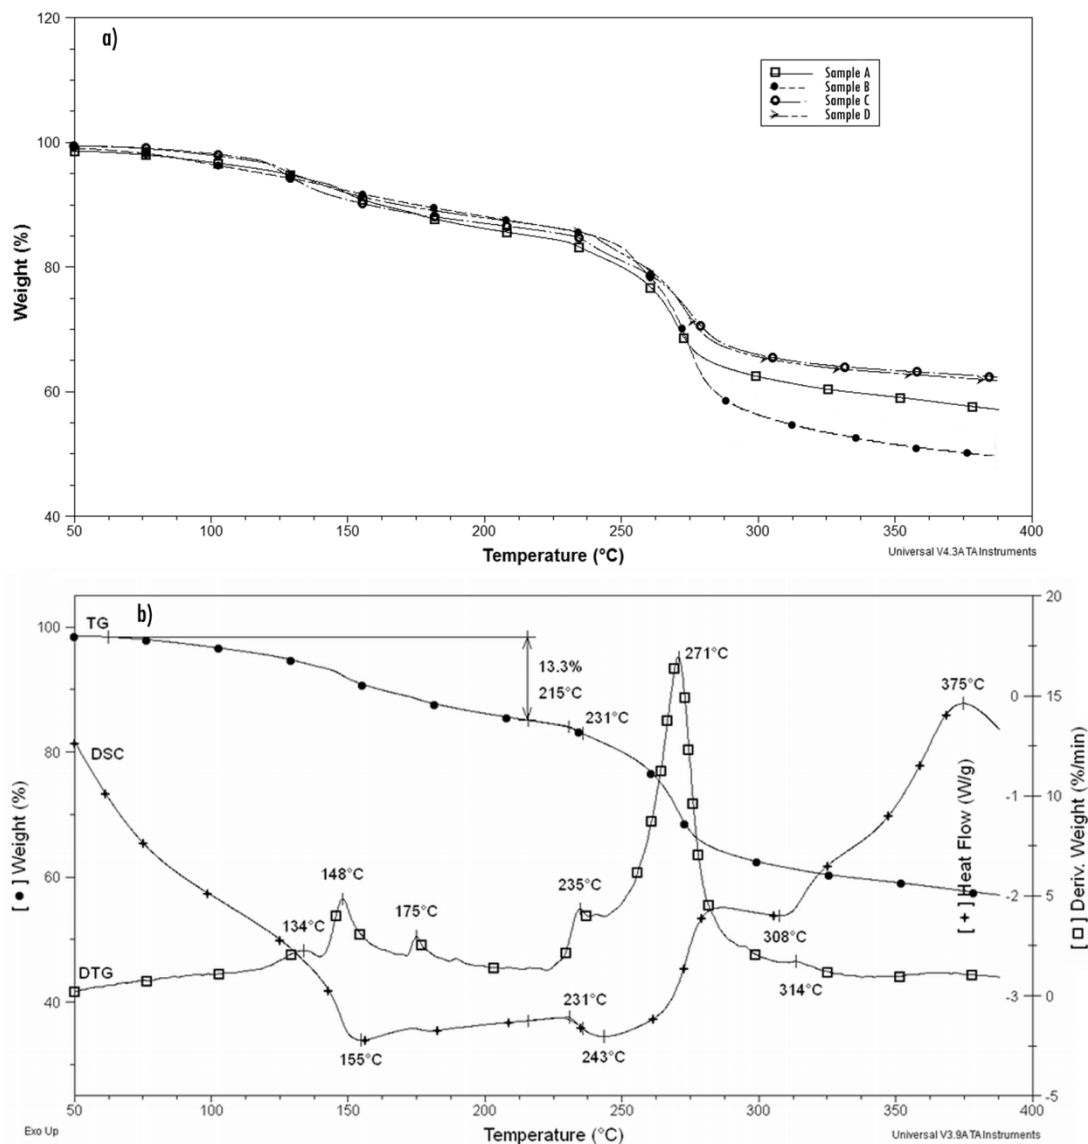 120
a)
Sample A
Sample B
Sample C
Sample D
100
80
60
40
Weight (%)
50 100 150 200 250 300 350 400
Temperature (°C)
Universal V4.3A TA Instruments
b)
TG
100
80
60
40
[ ● ] Weight (%)
13.3%
215°C
231°C
271°C
375°C
DSC
148°C
134°C
175°C
235°C
308°C
DTG
231°C
314°C
155°C
243°C
0
-1
-2
-3
[ + ] Heat Flow (W/g)
20
15
10
5
0
-5
[ □ ] Deriv. Weight (%/min)
50 100 150 200 250 300 350 400
Exo Up
Temperature (°C)
Universal V3.9A TA Instruments